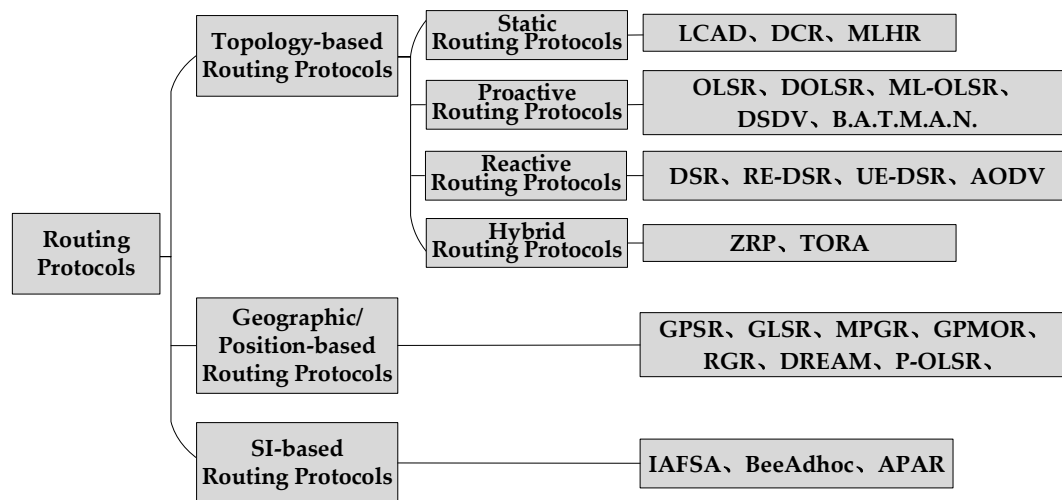 Routing
Protocols
Topology-based
Routing Protocols
Static
Routing Protocols
LCAD、DCR、MLHR
Proactive
Routing Protocols
OLSR、DOLSR、ML-OLSR、
DSDV、B.A.T.M.A.N.
Reactive
Routing Protocols
DSR、RE-DSR、UE-DSR、AODV
Hybrid
Routing Protocols
ZRP、TORA
Geographic/
Position-based
Routing Protocols
GPSR、GLSR、MPGR、GPMOR、
RGR、DREAM、P-OLSR、
SI-based
Routing Protocols
IAFSA、BeeAdhoc、APAR